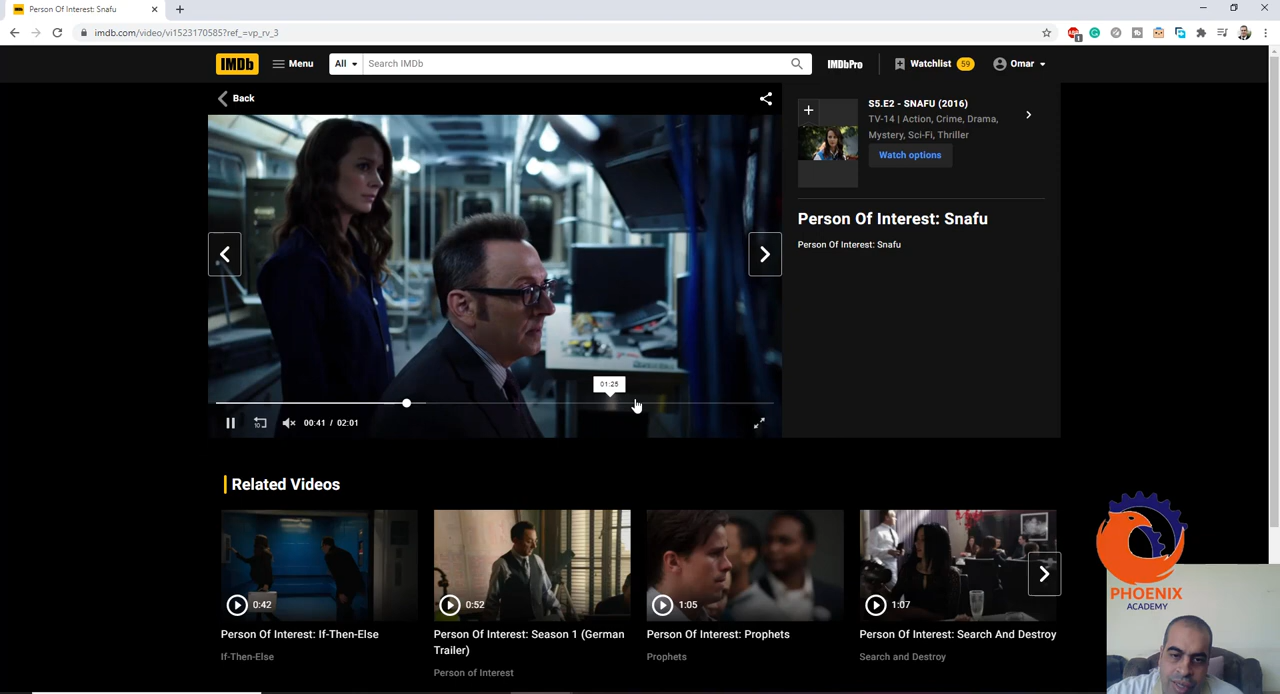 Person Of Interest: Snafu
imdb.com/video/vi1523170585?ref_=vp_rv_3
IMDb
Menu
All
Search IMDb
IMDbPro
Watchlist 59
Omar
Back
S5.E2 - SNAFU (2016)
TV-14 | Action, Crime, Drama,
Mystery, Sci-Fi, Thriller
Watch options
Person Of Interest: Snafu
Person Of Interest: Snafu
01:25
10
00:41 / 02:01
Related Videos
0:42
0:52
1:05
1:07
Person Of Interest: If-Then-Else
If-Then-Else
Person Of Interest: Season 1 (German
Trailer)
Person of Interest
Person Of Interest: Prophets
Prophets
Person Of Interest: Search And Destroy
Search and Destroy
PHOENIX
ACADEMY